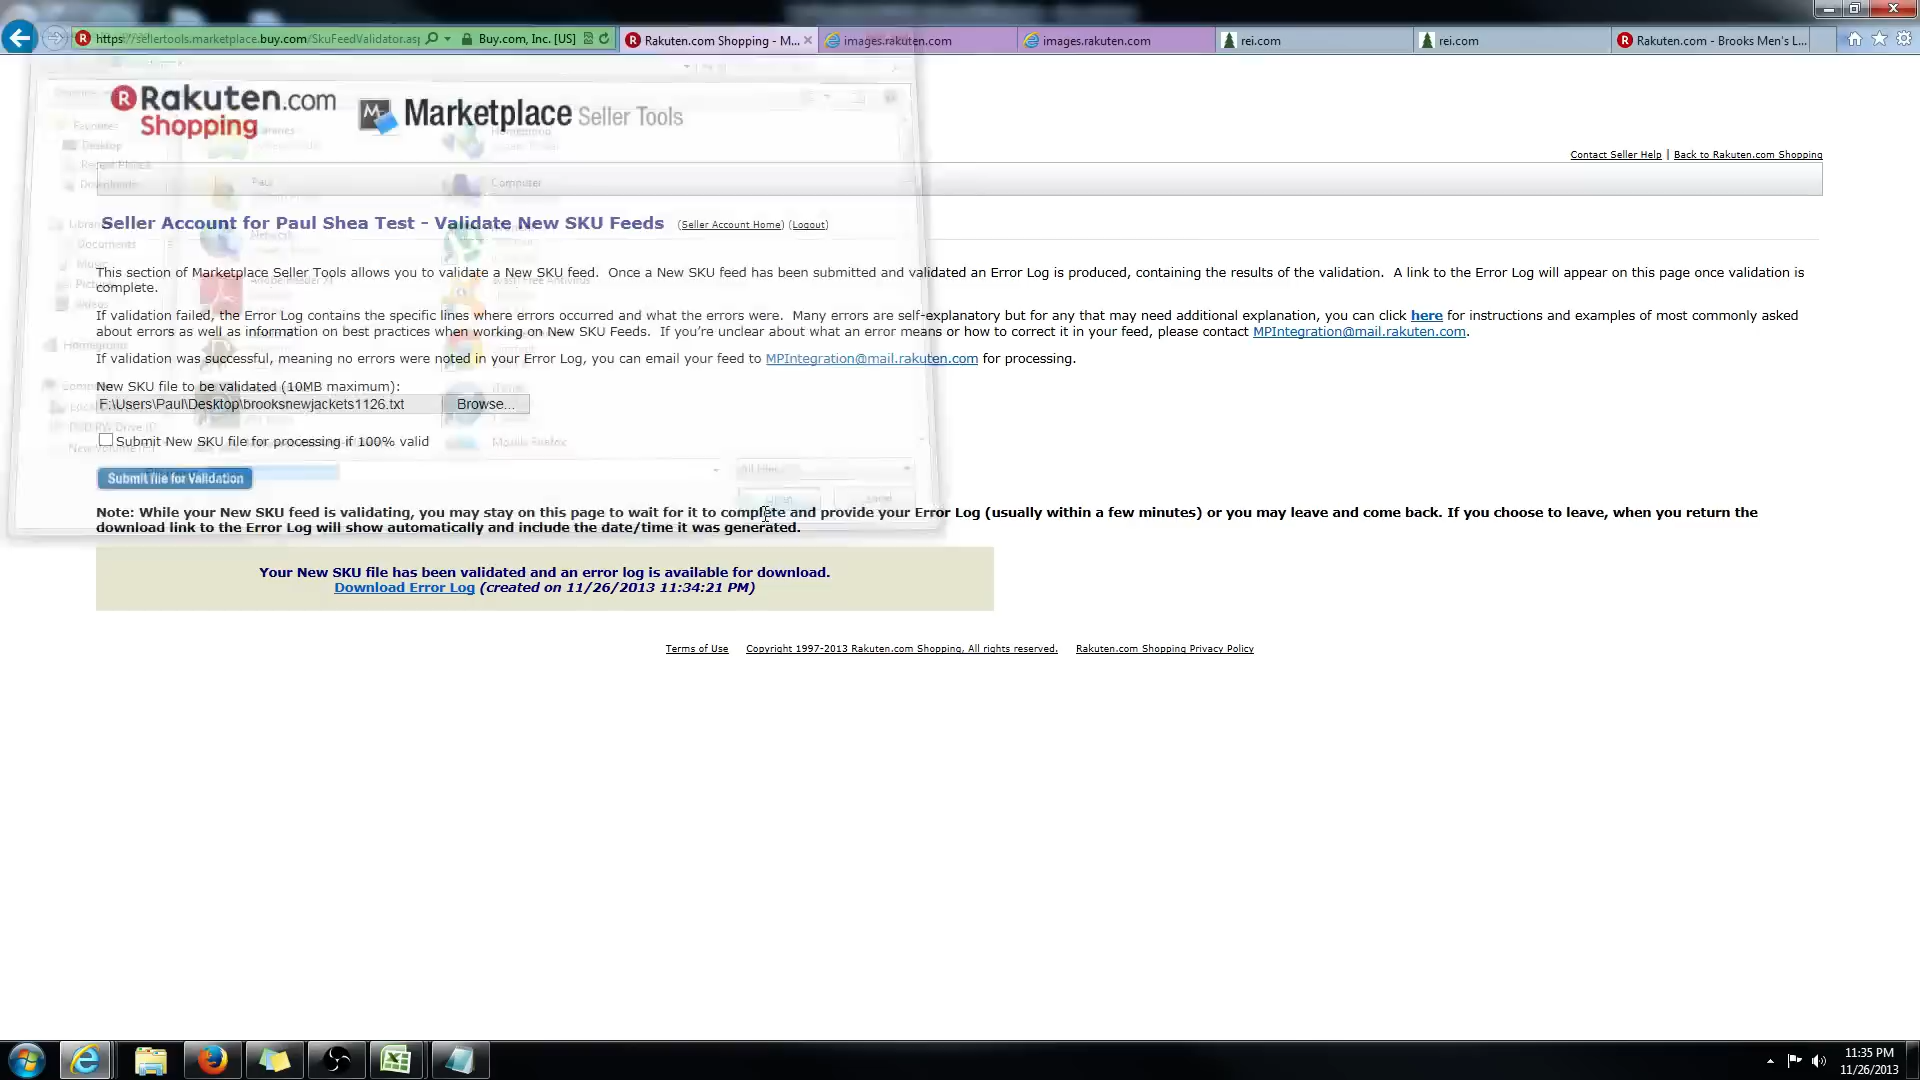 https://sellertools.marketplace.buy.com/SkuFeedValidator.asp
Buy.com, Inc. [US]
Rakuten.com Shopping - M...
images.rakuten.com
images.rakuten.com
rei.com
rei.com
Rakuten.com - Brooks Men's L...
Rakuten.com
Shopping
Marketplace Seller Tools
Contact Seller Help | Back to Rakuten.com Shopping
Seller Account for Paul Shea Test - Validate New SKU Feeds (Seller Account Home) (Logout)
This section of Marketplace Seller Tools allows you to validate a New SKU feed. Once a New SKU feed has been submitted and validated an Error Log is produced, containing the results of the validation. A link to the Error Log will appear on this page once validation is
complete.
If validation failed, the Error Log contains the specific lines where errors occurred and what the errors were. Many errors are self-explanatory but for any that may need additional explanation, you can click here for instructions and examples of most commonly asked
about errors as well as information on best practices when working on New SKU Feeds. If you're unclear about what an error means or how to correct it in your feed, please contact MPIntegration@mail.rakuten.com.
If validation was successful, meaning no errors were noted in your Error Log, you can email your feed to MPIntegration@mail.rakuten.com for processing.
New SKU file to be validated (10MB maximum):
F:\Users\Paul\Desktop\brooksnewjackets1126.txt
Browse...
Submit New SKU file for processing if 100% valid
Submit file for Validation
Note: While your New SKU feed is validating, you may stay on this page to wait for it to complete and provide your Error Log (usually within a few minutes) or you may leave and come back. If you choose to leave, when you return the
download link to the Error Log will show automatically and include the date/time it was generated.
Your New SKU file has been validated and an error log is available for download.
Download Error Log (created on 11/26/2013 11:34:21 PM)
Terms of Use
Copyright 1997-2013 Rakuten.com Shopping, All rights reserved.
Rakuten.com Shopping Privacy Policy
Favorites
Desktop
Recent Places
Downloads
Documents
Music
Homegroup
Paul
Computer
Network
Mozilla Firefox
11:35 PM
11/26/2013